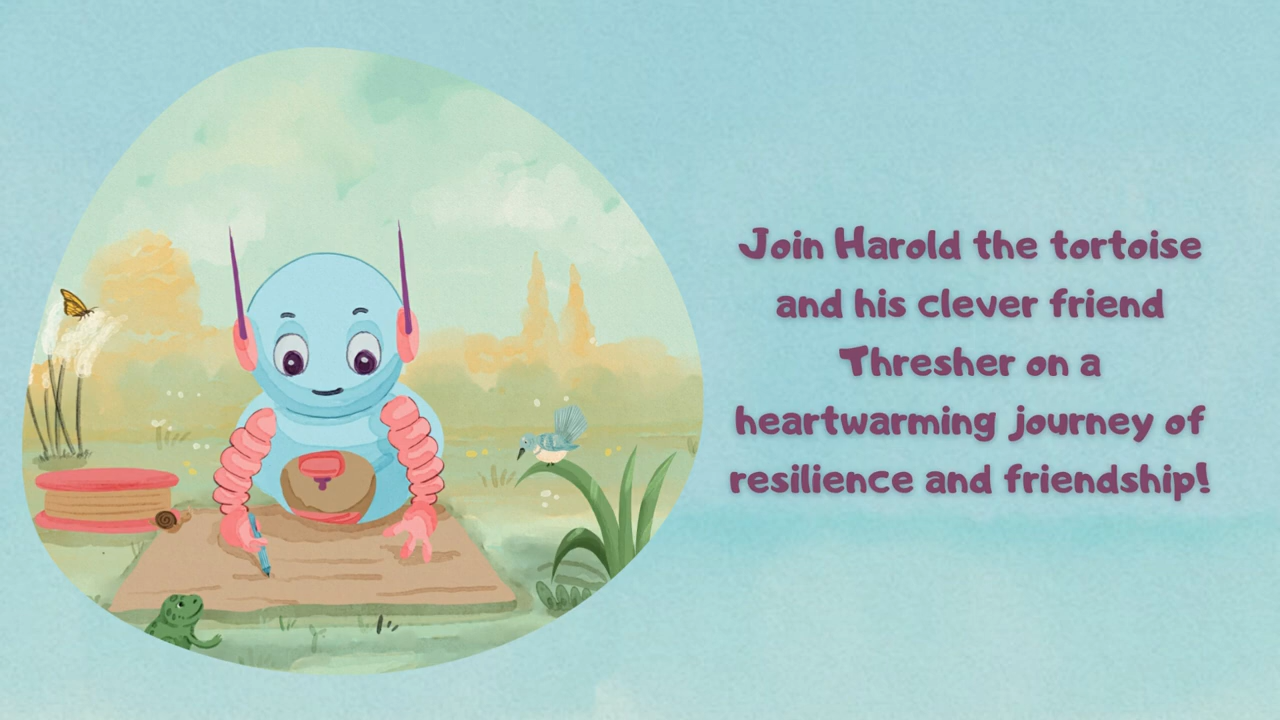 Join Harold the tortoise
and his clever friend
Thresher on a
heartwarming journey of
resilience and friendship!